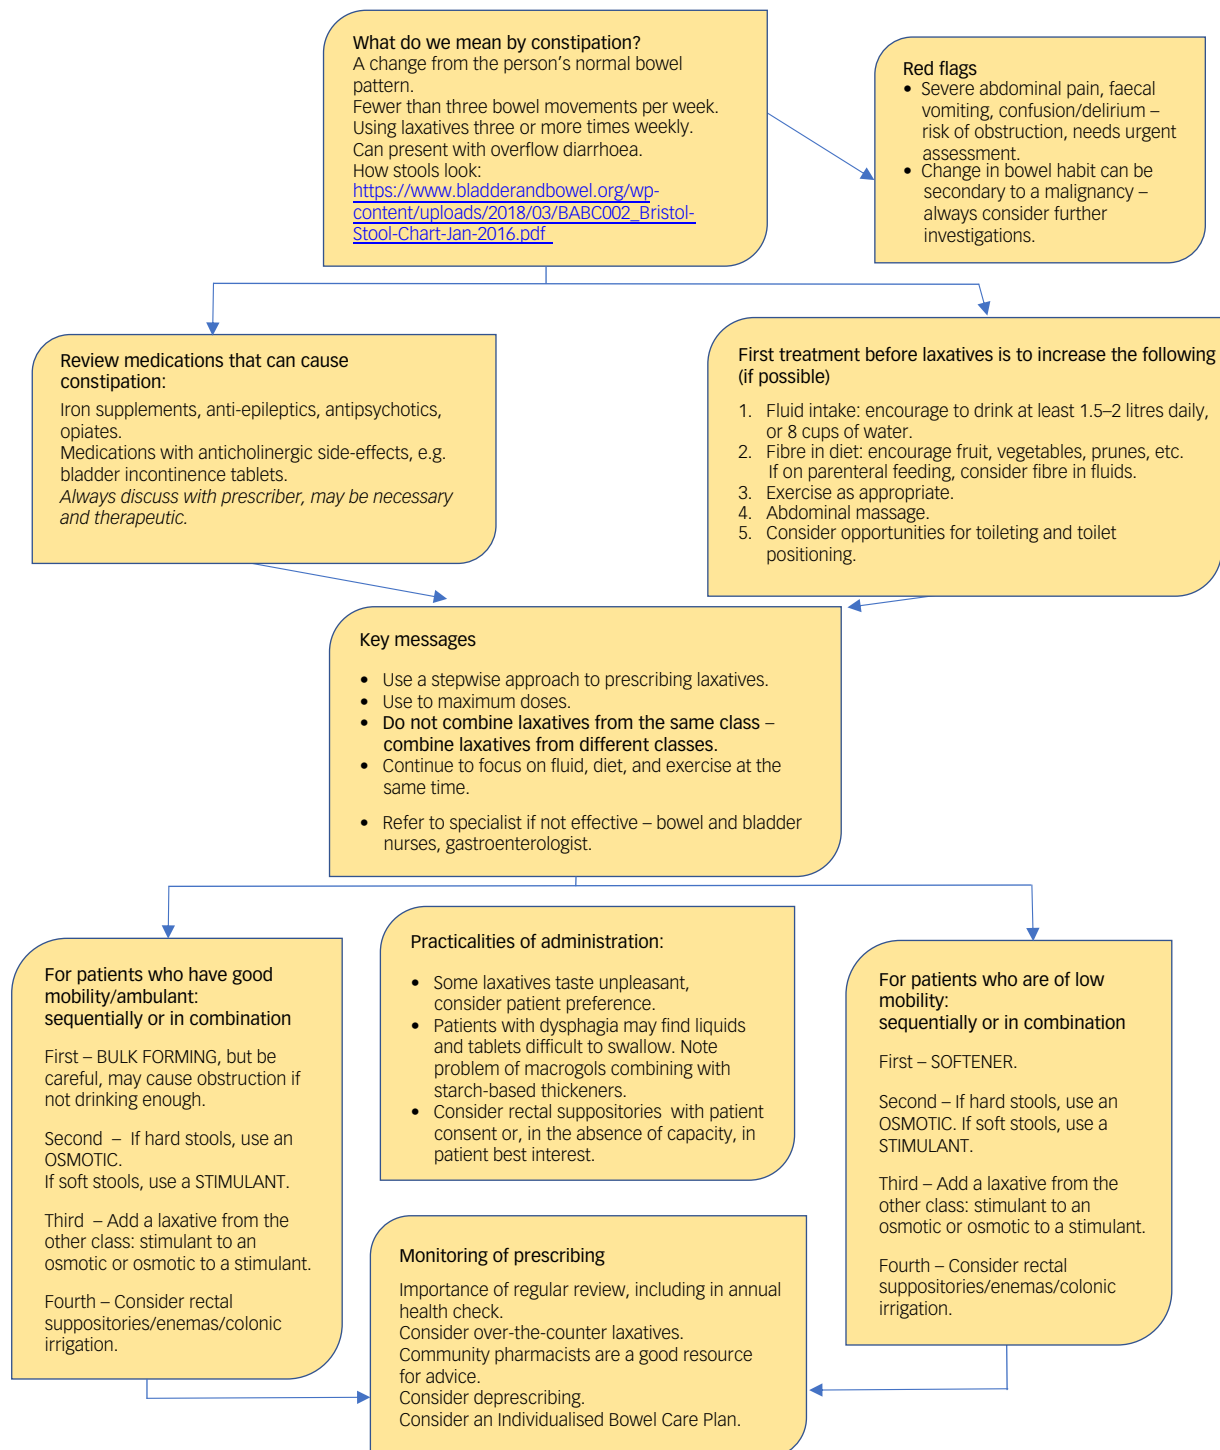 What do we mean by constipation?
A change from the person's normal bowel
pattern.
Fewer than three bowel movements per week.
Using laxatives three or more times weekly.
Can present with overflow diarrhoea.
How stools look:
https://www.bladderandbowel.org/wp-
content/uploads/2018/03/BABC002_Bristol-
Stool-Chart-Jan-2016.pdf
Red flags
• Severe abdominal pain, faecal
vomiting, confusion/delirium –
risk of obstruction, needs urgent
assessment.
• Change in bowel habit can be
secondary to a malignancy –
always consider further
investigations.
Review medications that can cause
constipation:
Iron supplements, anti-epileptics, antipsychotics,
opiates.
Medications with anticholinergic side-effects, e.g.
bladder incontinence tablets.
Always discuss with prescriber, may be necessary
and therapeutic.
First treatment before laxatives is to increase the following
(if possible)
1. Fluid intake: encourage to drink at least 1.5–2 litres daily,
or 8 cups of water.
2. Fibre in diet: encourage fruit, vegetables, prunes, etc.
If on parenteral feeding, consider fibre in fluids.
3. Exercise as appropriate.
4. Abdominal massage.
5. Consider opportunities for toileting and toilet
positioning.
Key messages
• Use a stepwise approach to prescribing laxatives.
• Use to maximum doses.
• Do not combine laxatives from the same class –
combine laxatives from different classes.
• Continue to focus on fluid, diet, and exercise at the
same time.
• Refer to specialist if not effective – bowel and bladder
nurses, gastroenterologist.
For patients who have good
mobility/ambulant:
sequentially or in combination
First – BULK FORMING, but be
careful, may cause obstruction if
not drinking enough.
Second – If hard stools, use an
OSMOTIC.
If soft stools, use a STIMULANT.
Third – Add a laxative from the
other class: stimulant to an
osmotic or osmotic to a stimulant.
Fourth – Consider rectal
suppositories/enemas/colonic
irrigation.
Practicalities of administration:
• Some laxatives taste unpleasant,
consider patient preference.
• Patients with dysphagia may find liquids
and tablets difficult to swallow. Note
problem of macrogols combining with
starch-based thickeners.
• Consider rectal suppositories with patient
consent or, in the absence of capacity, in
patient best interest.
For patients who are of low
mobility:
sequentially or in combination
First – SOFTENER.
Second – If hard stools, use an
OSMOTIC. If soft stools, use a
STIMULANT.
Third – Add a laxative from the
other class: stimulant to an
osmotic or osmotic to a stimulant.
Fourth – Consider rectal
suppositories/enemas/colonic
irrigation.
Monitoring of prescribing
Importance of regular review, including in annual
health check.
Consider over-the-counter laxatives.
Community pharmacists are a good resource
for advice.
Consider deprescribing.
Consider an Individualised Bowel Care Plan.